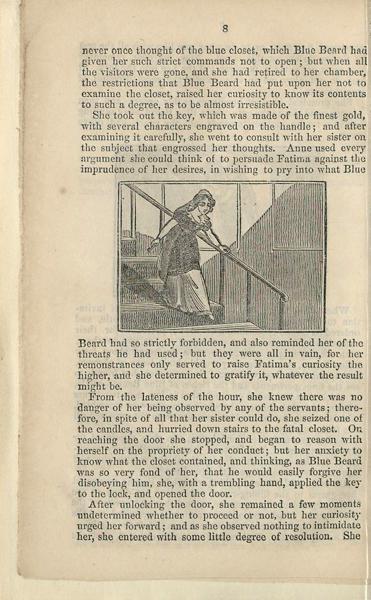 8
never once thought of the blue closet, which Blue Beard had
given her such strict commands not to open; but when all
the visitors were gone, and she had retired to her chamber,
the restrictions that Blue Beard had put upon her not to
examine the closet, raised her curiosity to know its contents
to such a degree, as to be almost irresistible.
She took out the key, which was made of the finest gold,
with several characters engraved on the handle; and after
examining it carefully, she went to consult with her sister on
the subject that engrossed her thoughts. Anne used every
argument she could think of to persuade Fatima against the
imprudence of her desires, in wishing to pry into what Blue
Beard had so strictly forbidden, and also reminded her of the
threats he had used; but they were all in vain, for her
remonstrances only served to raise Fatima's curiosity the
higher, and she determined to gratify it, whatever the result
might be.
From the lateness of the hour, she knew there was no
danger of her being observed by any of the servants; there-
fore, in spite of all that her sister could do, she seized one of
the candles, and hurried down stairs to the fatal closet. On
reaching the door she stopped, and began to reason with
herself on the propriety of her conduct; but her anxiety to
know what the closet contained, and thinking, as Blue Beard
was so very fond of her, that he would easily forgive her
disobeying him, she, with a trembling hand, applied the key
to the lock, and opened the door.
After unlocking the door, she remained a few moments
undetermined whether to proceed or not, but her curiosity
urged her forward; and as she observed nothing to intimidate
her, she entered with some little degree of resolution. She